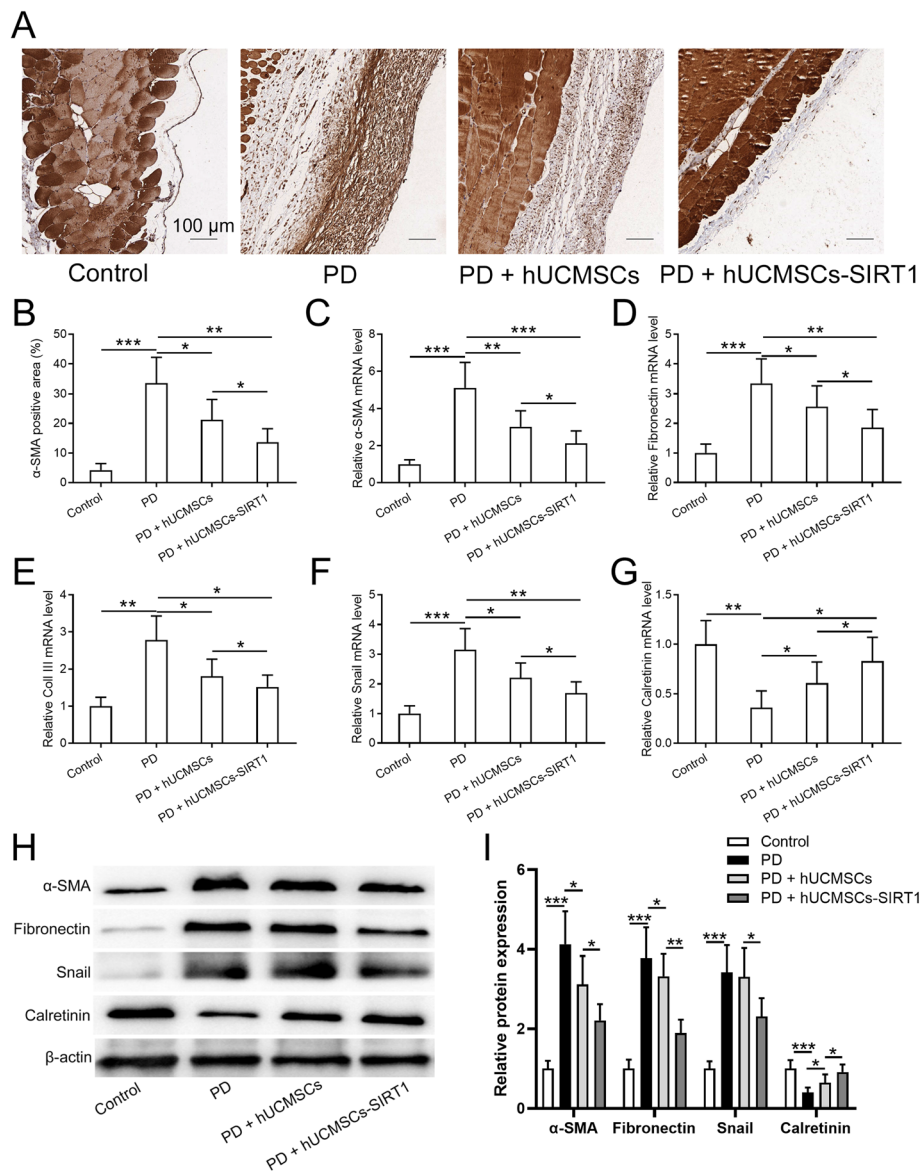 A
100 μm
Control
PD
PD + hUCMSCs
PD + hUCMSCs-SIRT1
B
α-SMA positive area (%)
50
40
30
20
10
0
***
*
**
*
Control
PD
PD + hUCMSCs
PD + hUCMSCs-SIRT1
C
Relative α-SMA mRNA level
8
6
4
2
0
***
**
***
*
Control
PD
PD + hUCMSCs
PD + hUCMSCs-SIRT1
D
Relative Fibronectin mRNA level
5
4
3
2
1
0
***
*
**
*
Control
PD
PD + hUCMSCs
PD + hUCMSCs-SIRT1
E
Relative Coll III mRNA level
4
3
2
1
0
**
*
*
*
Control
PD
PD + hUCMSCs
PD + hUCMSCs-SIRT1
F
Relative Snail mRNA level
5
4
3
2
1
0
***
*
**
*
Control
PD
PD + hUCMSCs
PD + hUCMSCs-SIRT1
G
Relative Calretinin mRNA level
1.5
1.0
0.5
0.0
**
*
*
*
Control
PD
PD + hUCMSCs
PD + hUCMSCs-SIRT1
H
α-SMA
Fibronectin
Snail
Calretinin
β-actin
Control
PD
PD + hUCMSCs
PD + hUCMSCs-SIRT1
I
Control
PD
PD + hUCMSCs
PD + hUCMSCs-SIRT1
Relative protein expression
6
4
2
0
***
*
*
***
*
**
***
*
***
*
*
α-SMA
Fibronectin
Snail
Calretinin